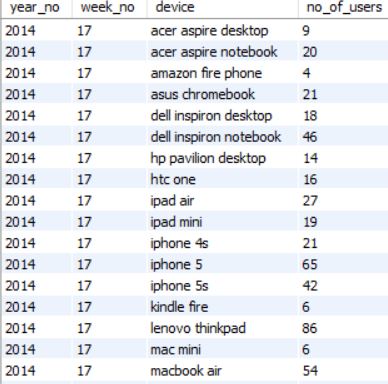 year_no week_no device no_of_users
2014 17 acer aspire desktop 9
2014 17 acer aspire notebook 20
2014 17 amazon fire phone 4
2014 17 asus chromebook 21
2014 17 dell inspiron desktop 18
2014 17 dell inspiron notebook 46
2014 17 hp pavilion desktop 14
2014 17 htc one 16
2014 17 ipad air 27
2014 17 ipad mini 19
2014 17 iphone 4s 21
2014 17 iphone 5 65
2014 17 iphone 5s 42
2014 17 kindle fire 6
2014 17 lenovo thinkpad 86
2014 17 mac mini 6
2014 17 macbook air 54